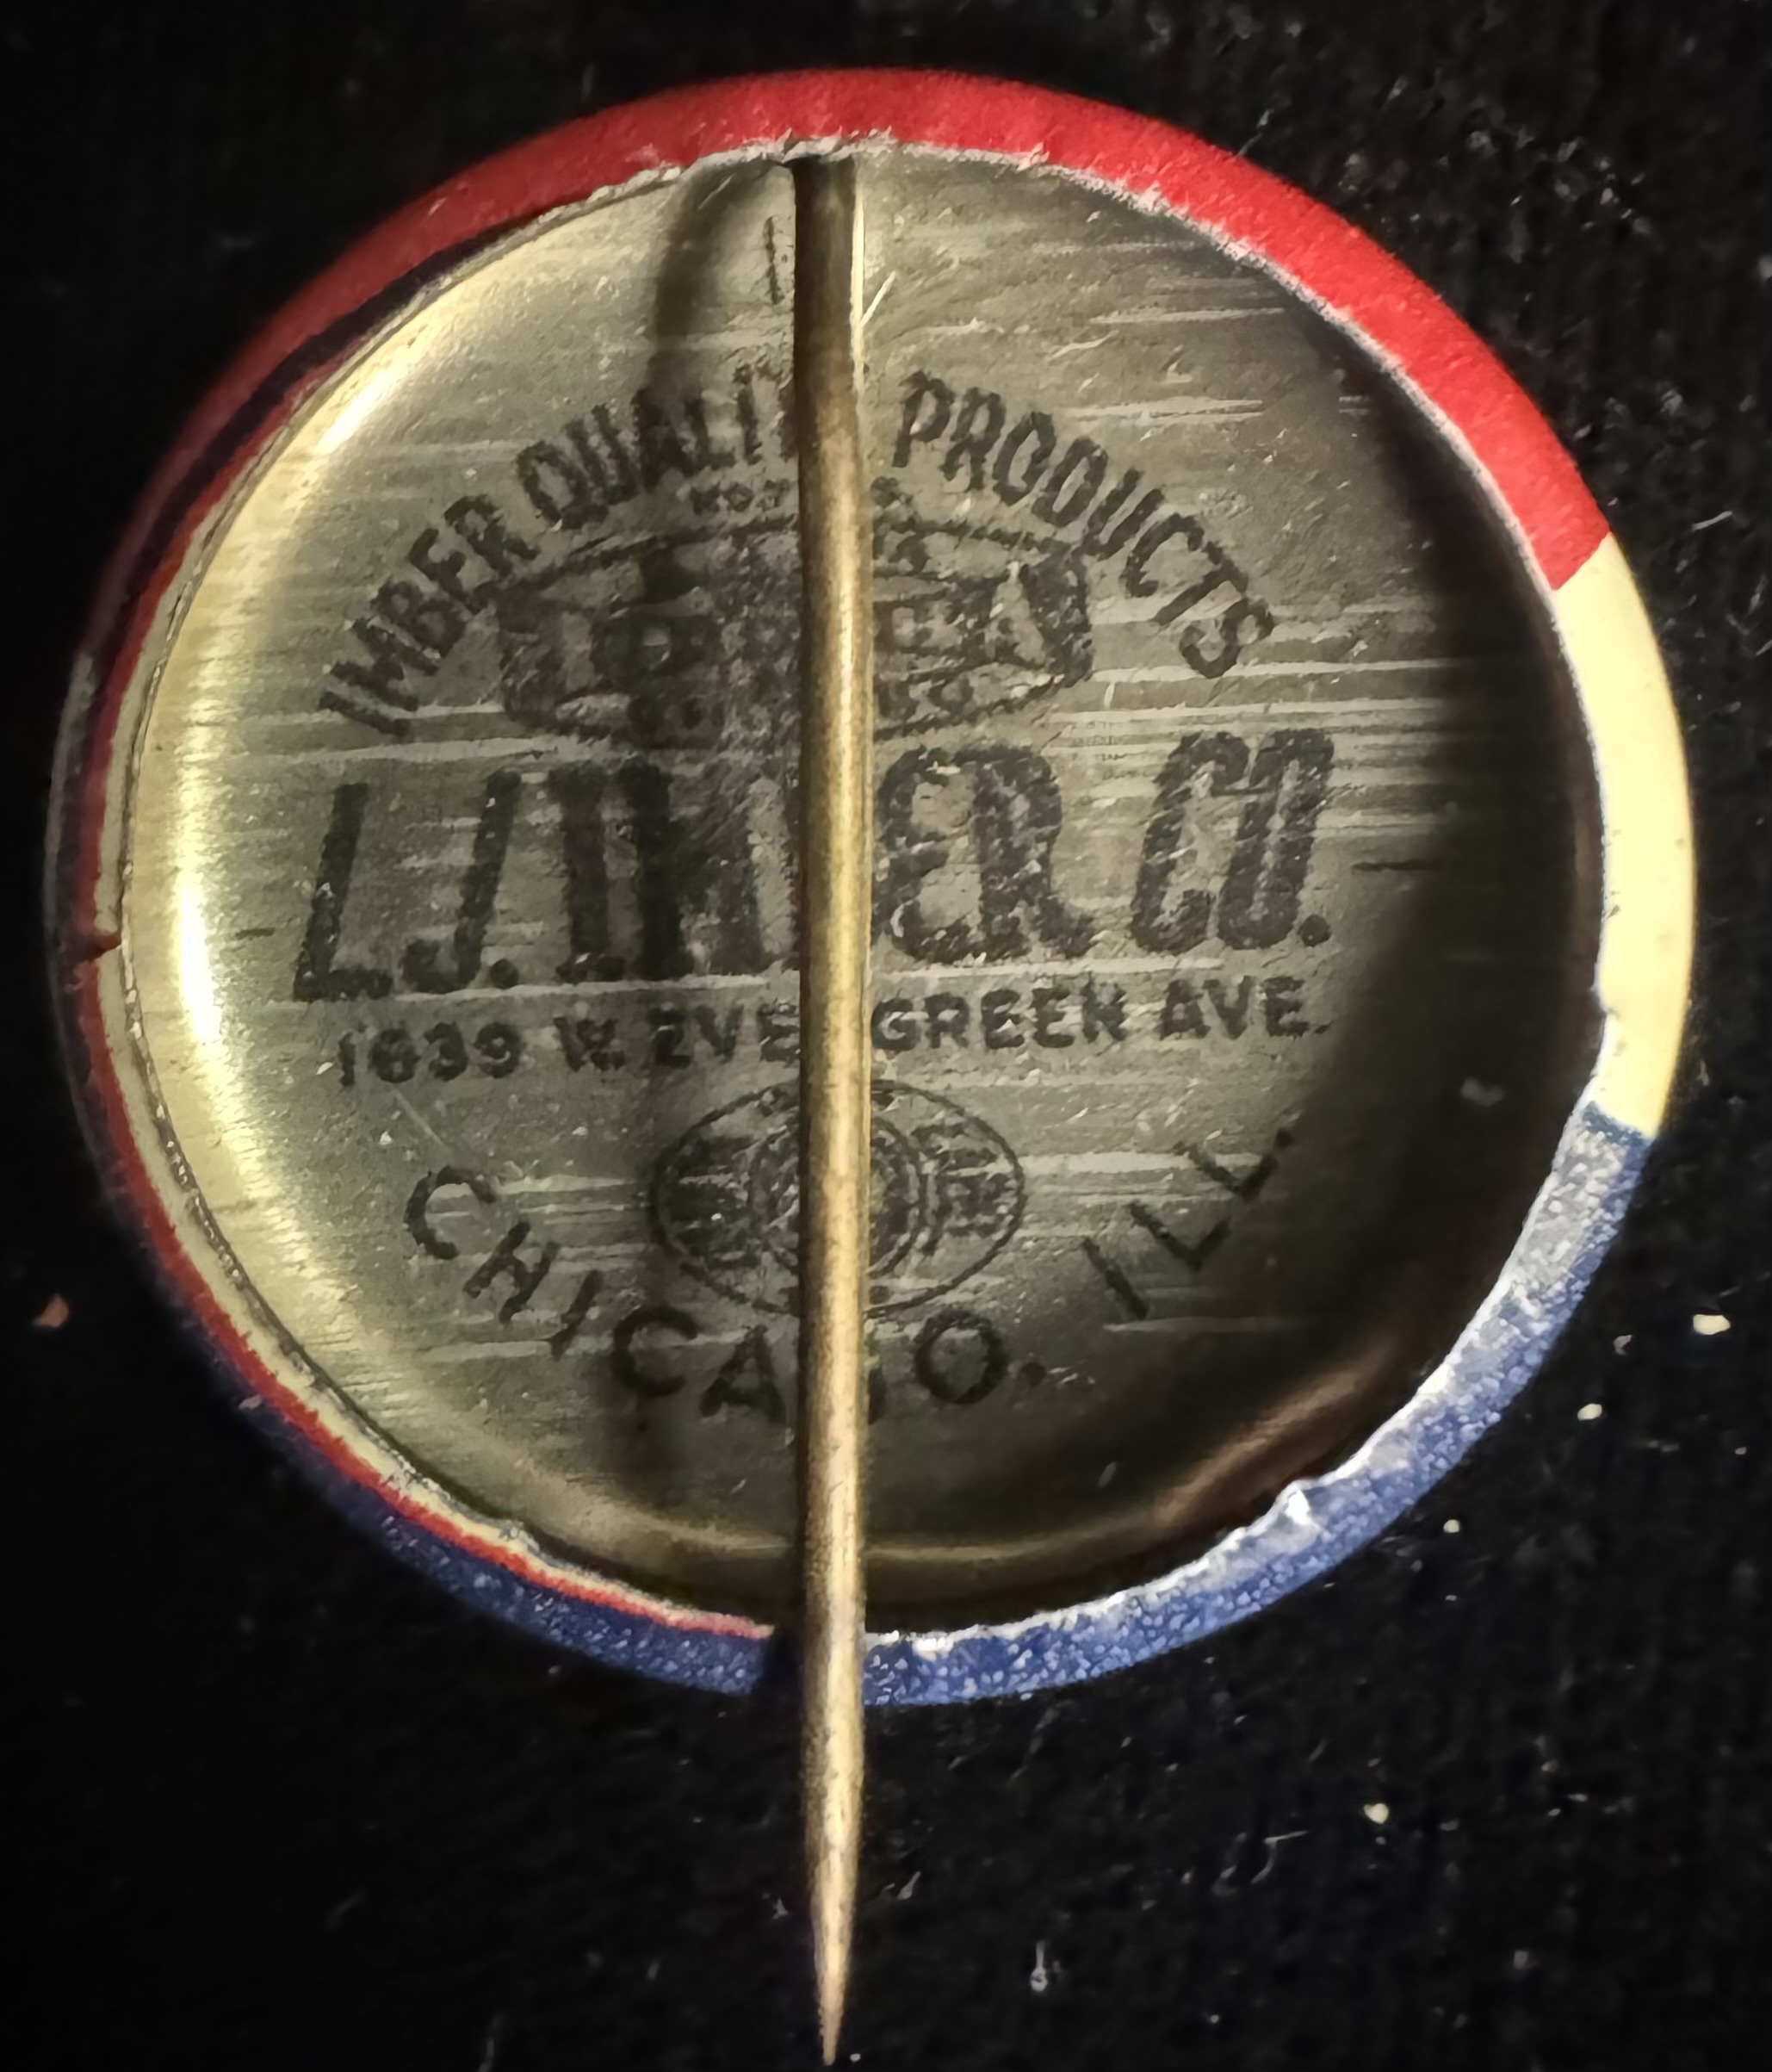 IMBER QUALITY PRODUCTS
L.J. IMBER CO.
1639 W. EVERGREEN AVE.
CHICAGO. ILL